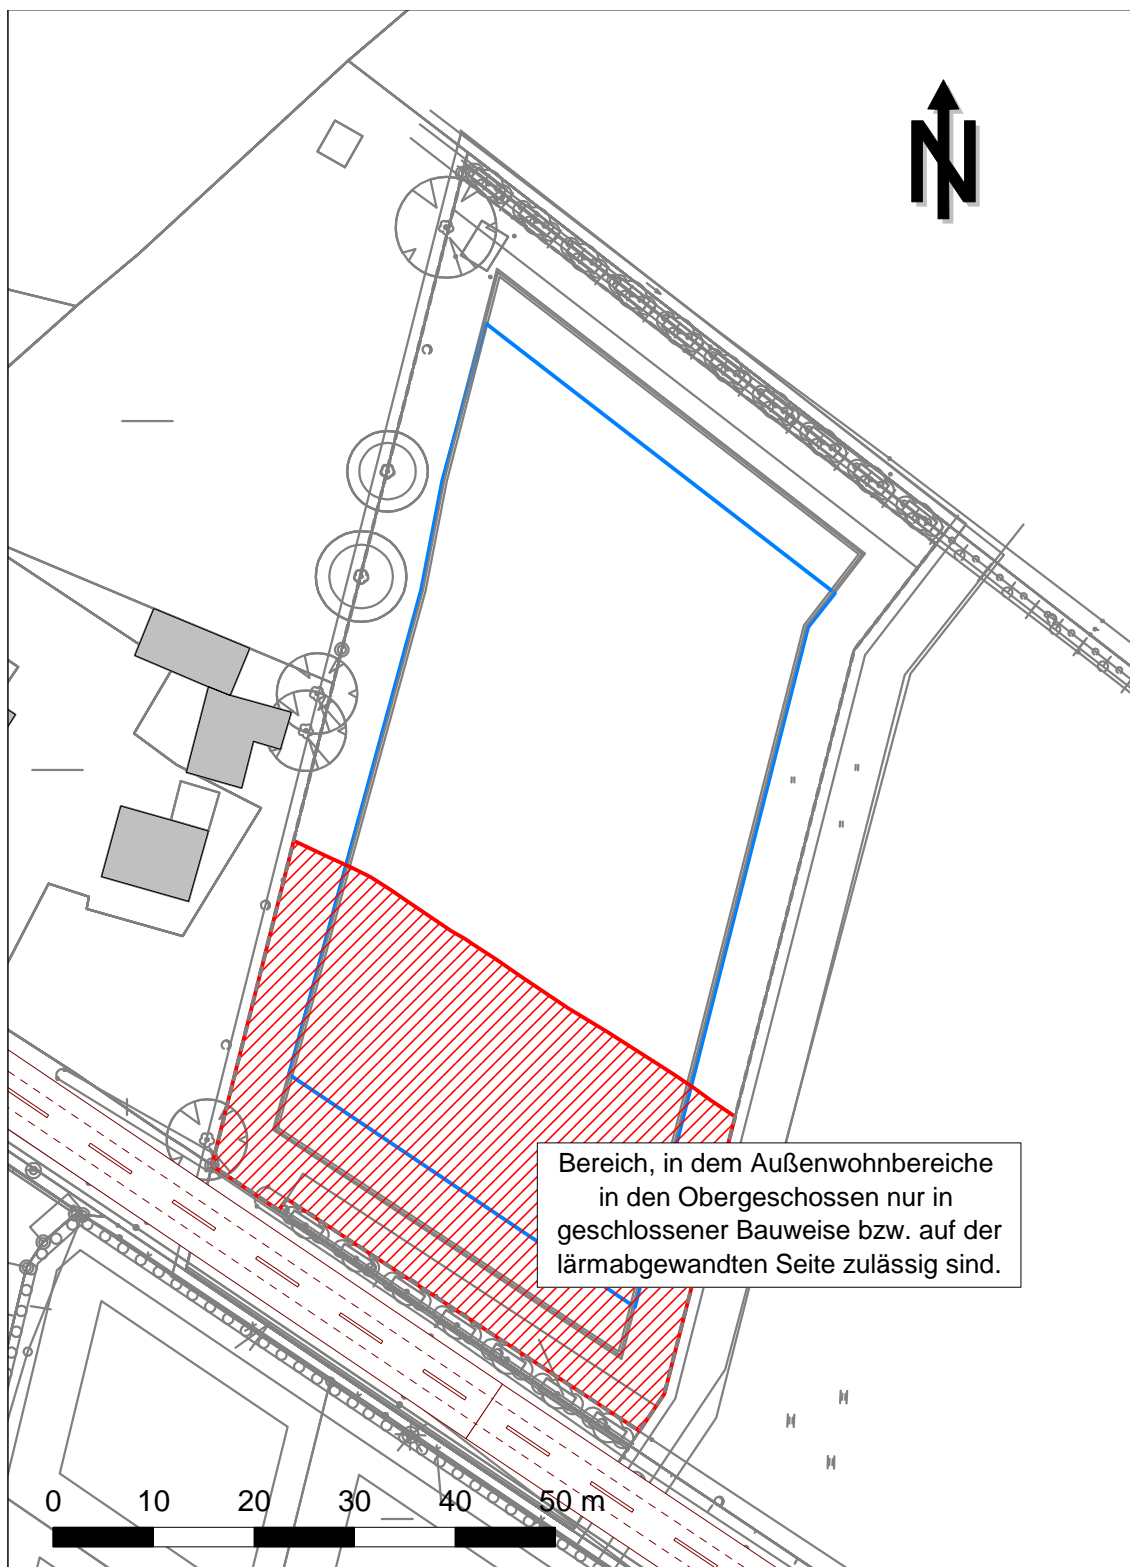 N
Bereich, in dem Außenwohnbereiche
in den Obergeschossen nur in
geschlossener Bauweise bzw. auf der
lärmabgewandten Seite zulässig sind.
0 10 20 30 40 50 m